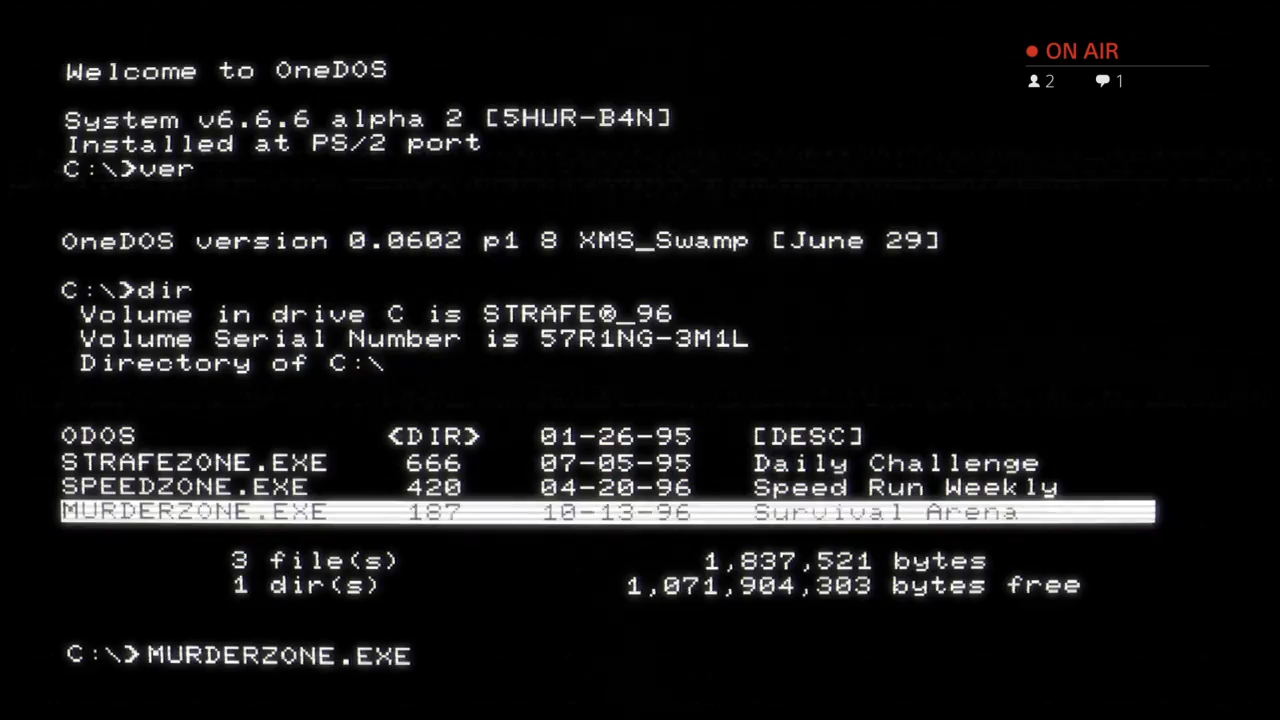 ON AIR
2 1
Welcome to OneDOS
System v6.6.6 alpha 2 [5HUR-B4N]
Installed at PS/2 port
C:\>ver
OneDOS version 0.0602 p1 8 XMS_Swamp [June 29]
C:\>dir
Volume in drive C is STRAFE®_96
Volume Serial Number is 57R1NG-3M1L
Directory of C:\
ODOS <DIR> 01-26-95 [DESC]
STRAFEZONE.EXE 666 07-05-95 Daily Challenge
SPEEDZONE.EXE 420 04-20-96 Speed Run Weekly
MURDERZONE.EXE 187 10-13-96 Survival Arena
3 file(s) 1,837,521 bytes
1 dir(s) 1,071,904,303 bytes free
C:\>MURDERZONE.EXE